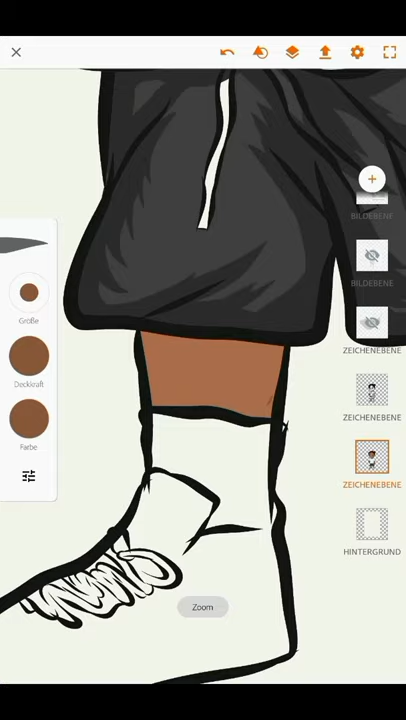 BILDEBENE
BILDEBENE
ZEICHENEBENE
ZEICHENEBENE
ZEICHENEBENE
HINTERGRUND
Größe
Deckkraft
Farbe
Zoom